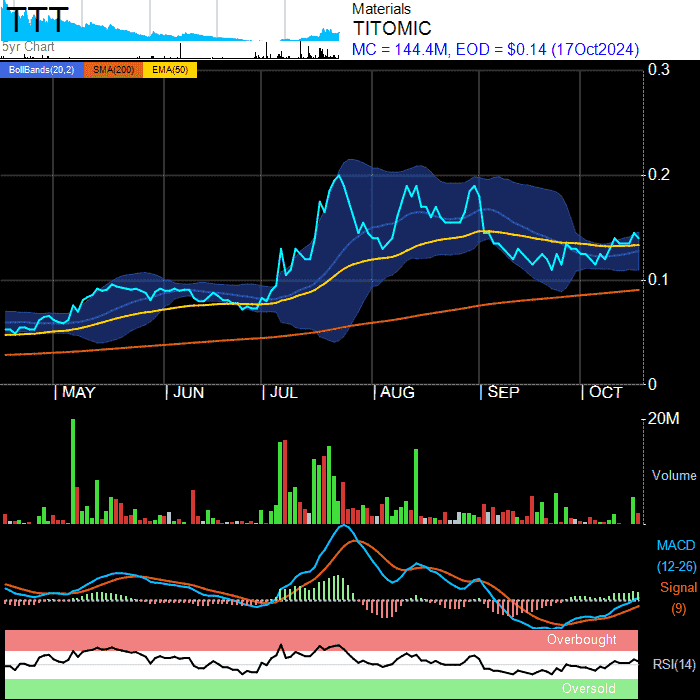 TTT
5yr Chart
Materials
TITOMIC
MC = 144.4M, EOD = $0.14 (17Oct2024)
BollBands(20,2) SMA(200) EMA(50)
0.3
0.2
0.1
0
MAY JUN JUL AUG SEP OCT
20M
Volume
MACD
(12-26)
Signal
(9)
Overbought
RSI(14)
Oversold